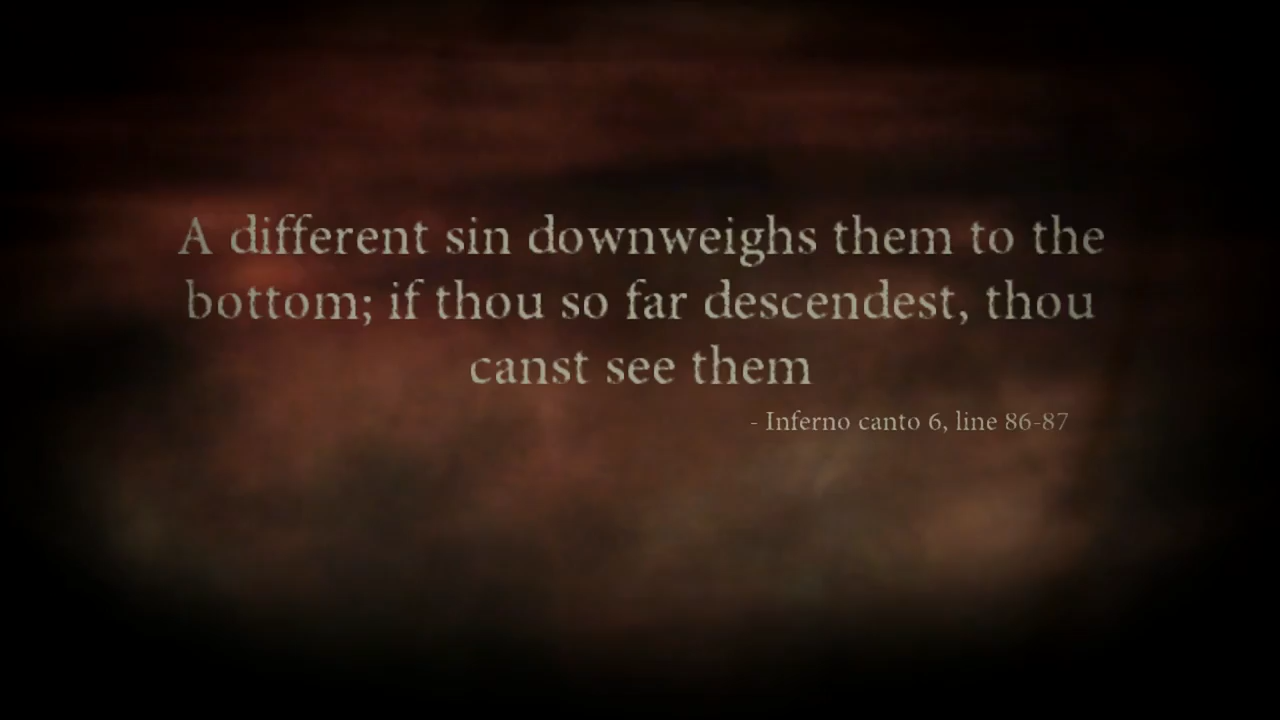 A different sin downweighs them to the
bottom; if thou so far descendest, thou
canst see them
- Inferno canto 6, line 86-87